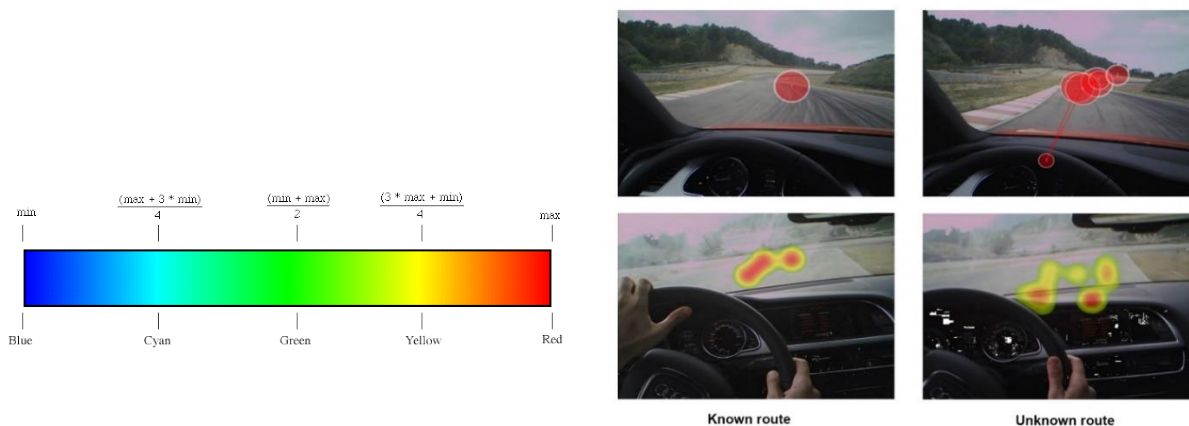 min
(max + 3 * min)
4
(min + max)
2
(3 * max + min)
4
max
Blue
Cyan
Green
Yellow
Red
Known route
Unknown route